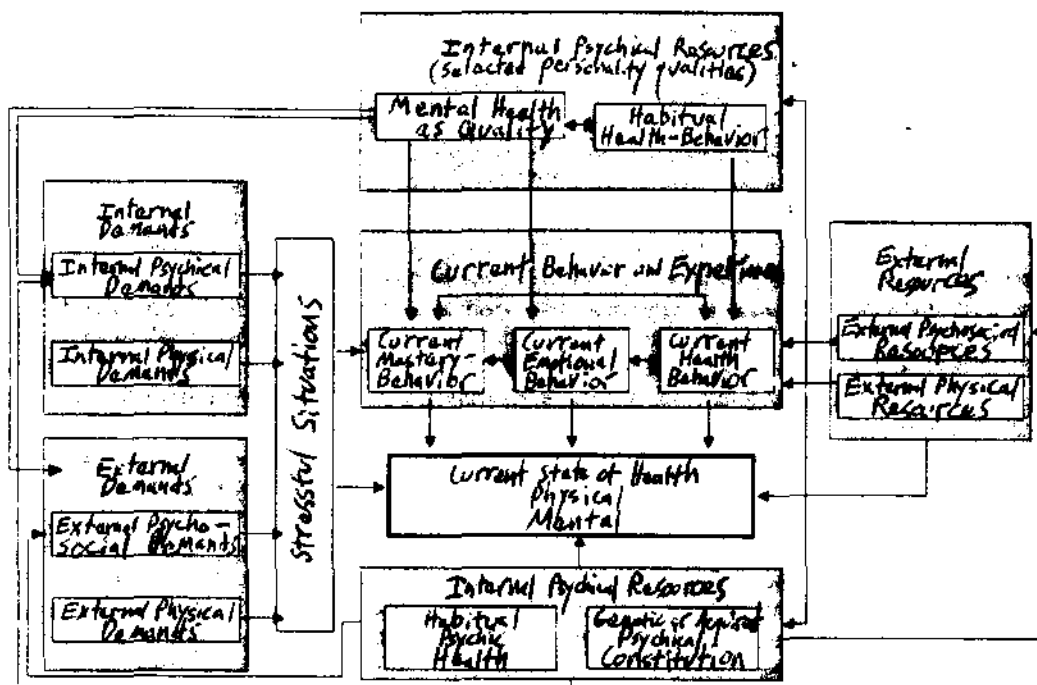 Internal Psychical Resources
(selected personality qualities)
Mental Health
as Quality
Habitual
Health-Behavior
Internal
Demands
Internal Psychical
Demands
Internal Physical
Demands
Stressful Situations
Current Behavior and
Current
Mastery-
Behavior
Current
Emotional
Behavior
Current
Health
Behavior
External
Resources
External Psychosocial
Resources
External Physical
Resources
External
Demands
External Psycho-
social Demands
External Physical
Demands
Current State of Health
Physical
Mental
Internal Psychical Resources
Habitual
Psychic
Health
Genetic or Acquired
Psychical
Constitution